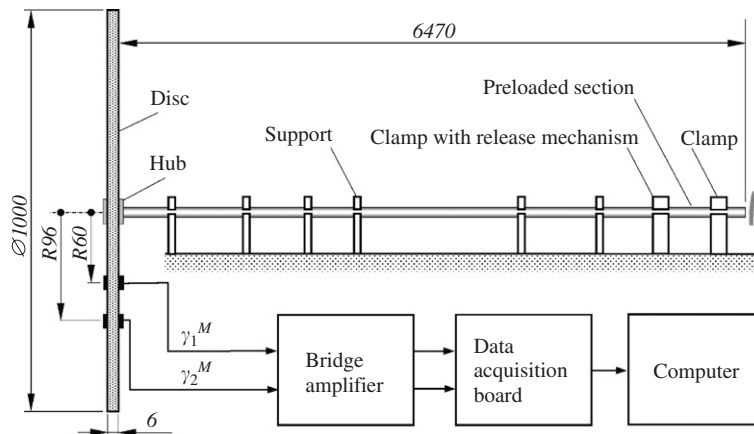 6470
Disc
Preloaded section
Support
Clamp with release mechanism
Clamp
Hub
Ø1000
R96
R60
γ₁ᴹ
γ₂ᴹ
Bridge
amplifier
Data
acquisition
board
Computer
6